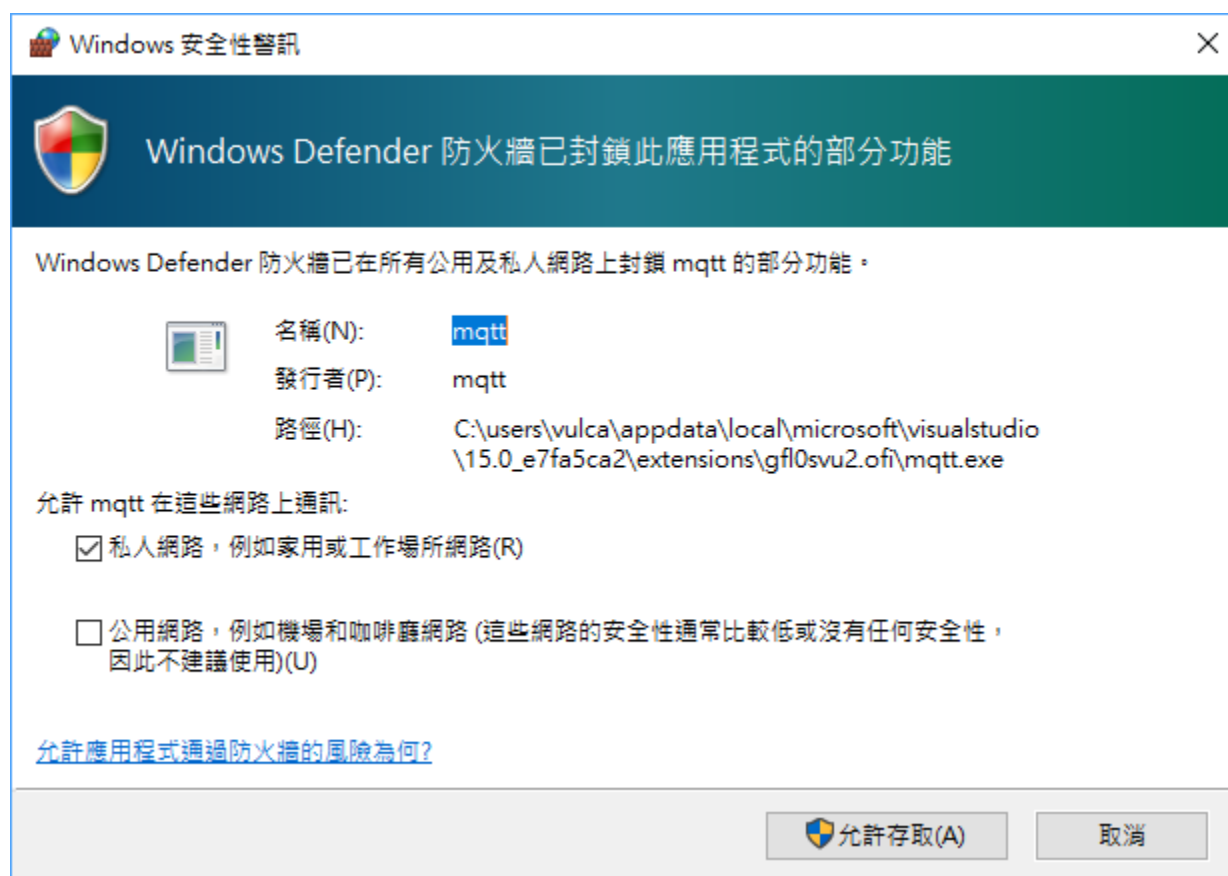 Windows 安全性警訊
Windows Defender 防火牆已封鎖此應用程式的部分功能
Windows Defender 防火牆已在所有公用及私人網路上封鎖 mqtt 的部分功能。
名稱(N): mqtt
發行者(P): mqtt
路徑(H): C:\users\vulca\appdata\local\microsoft\visualstudio
\15.0_e7fa5ca2\extensions\gfl0svu2.ofi\mqtt.exe
允許 mqtt 在這些網路上通訊:
私人網路，例如家用或工作場所網路(R)
公用網路，例如機場和咖啡廳網路 (這些網路的安全性通常比較低或沒有任何安全性，
因此不建議使用)(U)
允許應用程式通過防火牆的風險為何?
允許存取(A) 取消